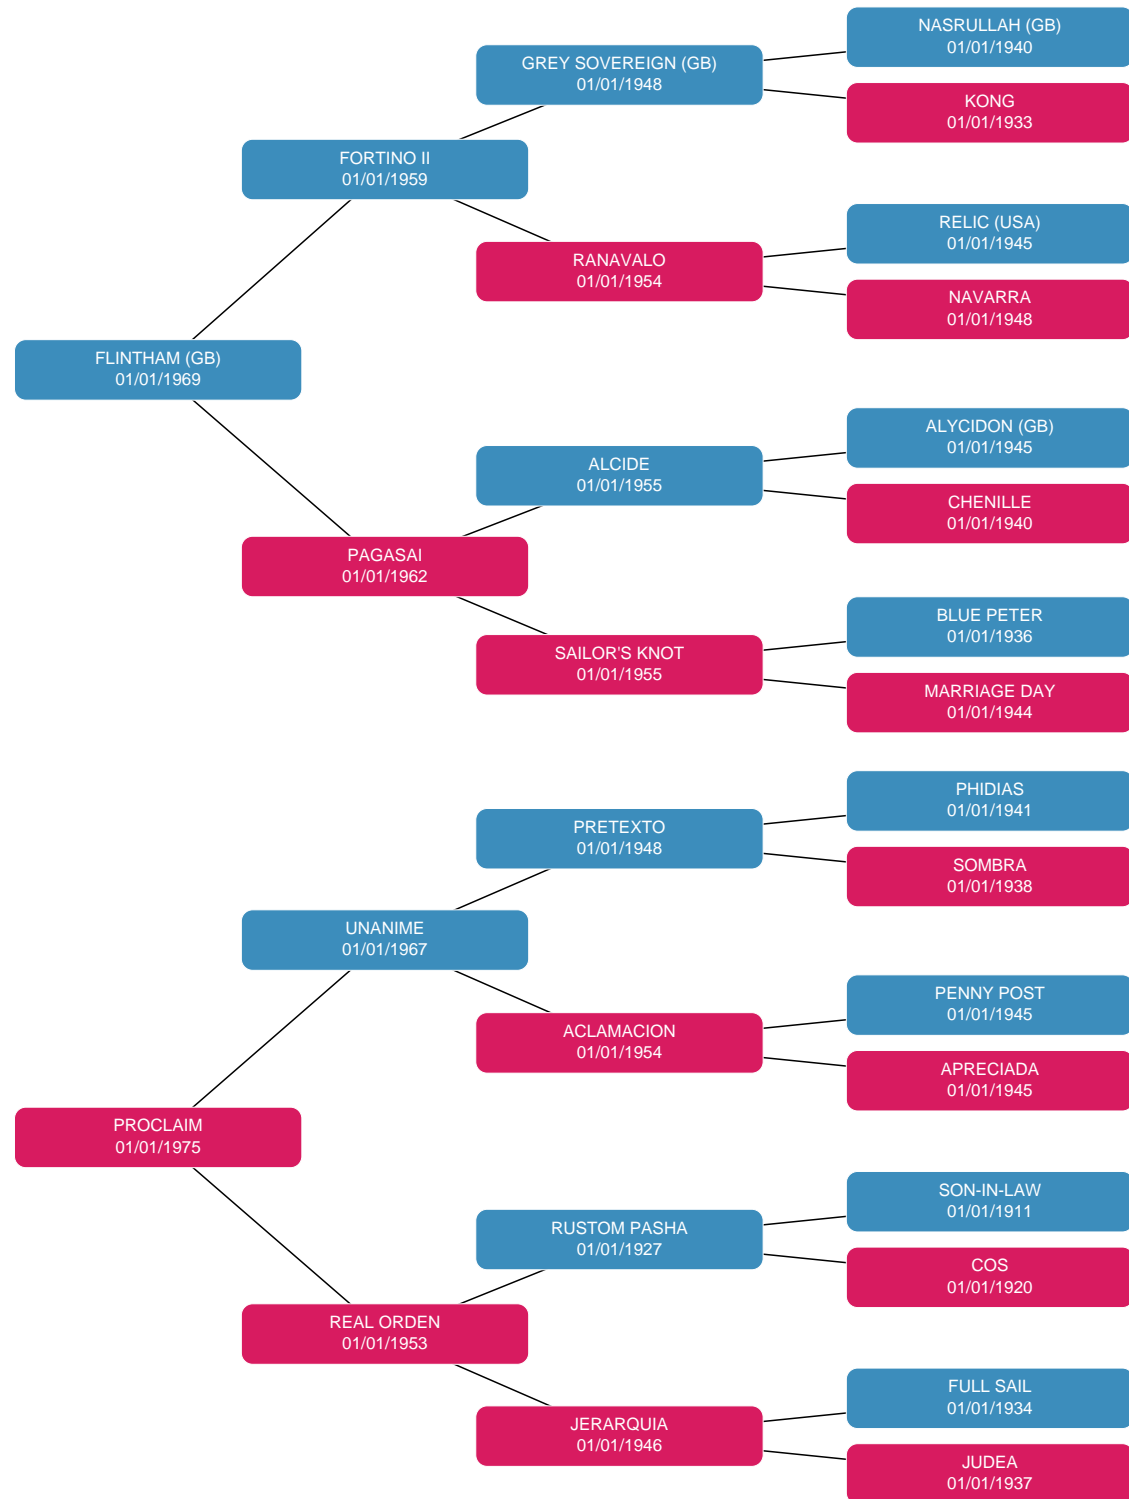 NASRULLAH (GB)
01/01/1940
GREY SOVEREIGN (GB)
01/01/1948
KONG
01/01/1933
FORTINO II
01/01/1959
RELIC (USA)
01/01/1945
RANAVALO
01/01/1954
NAVARRA
01/01/1948
FLINTHAM (GB)
01/01/1969
ALYCIDON (GB)
01/01/1945
ALCIDE
01/01/1955
CHENILLE
01/01/1940
PAGASAI
01/01/1962
BLUE PETER
01/01/1936
SAILOR'S KNOT
01/01/1955
MARRIAGE DAY
01/01/1944
PHIDIAS
01/01/1941
PRETEXTO
01/01/1948
SOMBRA
01/01/1938
UNANIME
01/01/1967
PENNY POST
01/01/1945
ACLAMACION
01/01/1954
APRECIADA
01/01/1945
PROCLAIM
01/01/1975
SON-IN-LAW
01/01/1911
RUSTOM PASHA
01/01/1927
COS
01/01/1920
REAL ORDEN
01/01/1953
FULL SAIL
01/01/1934
JERARQUIA
01/01/1946
JUDEA
01/01/1937